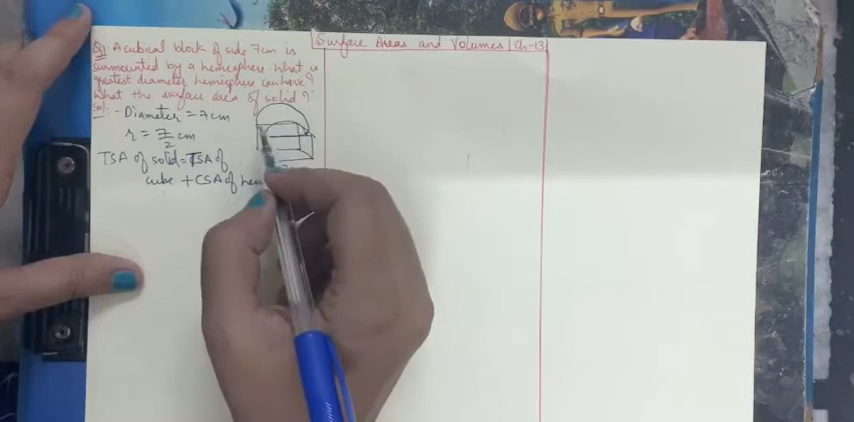 Surface Areas and Volumes | Ch-13
Q1. A cubical block of side 7cm is
surmounted by a hemisphere. What is
greatest diameter hemisphere can have?
What the surface area of solid?
Sol:- Diameter = 7cm
r = 7/2 cm
TSA of solid = TSA of
cube + CSA of hem